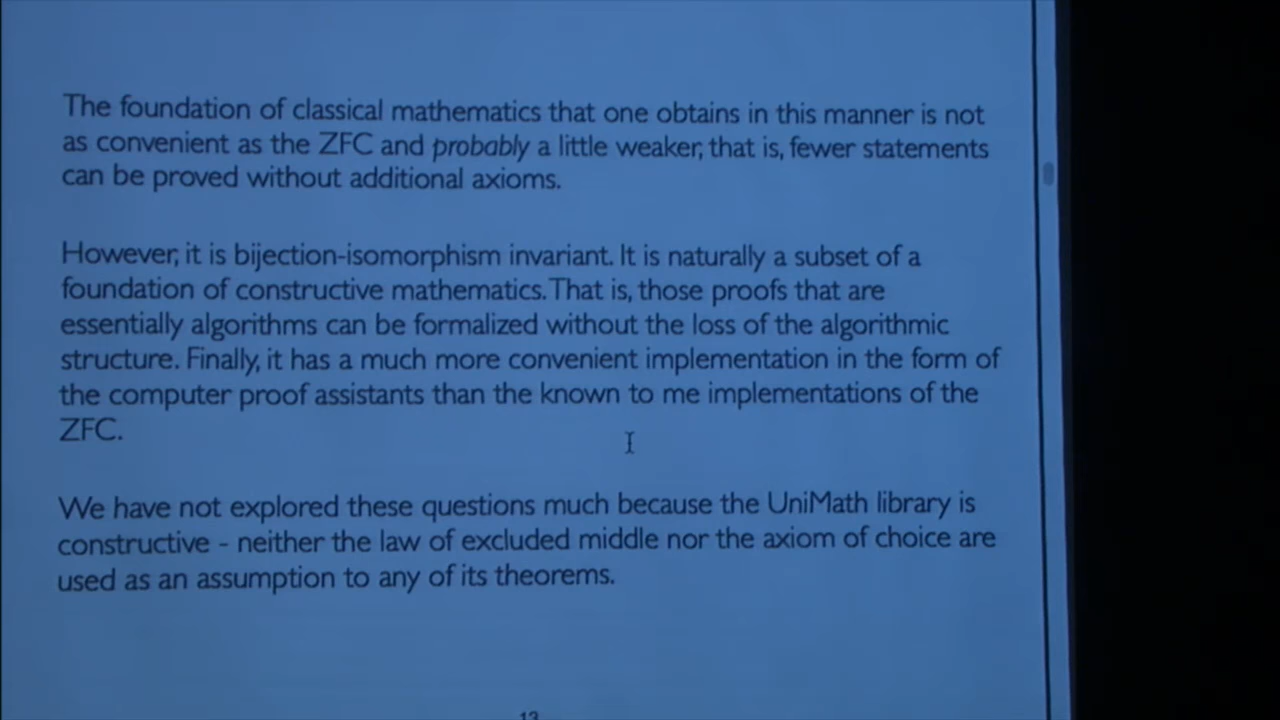 The foundation of classical mathematics that one obtains in this manner is not
as convenient as the ZFC and probably a little weaker, that is, fewer statements
can be proved without additional axioms.
However, it is bijection-isomorphism invariant. It is naturally a subset of a
foundation of constructive mathematics. That is, those proofs that are
essentially algorithms can be formalized without the loss of the algorithmic
structure. Finally, it has a much more convenient implementation in the form of
the computer proof assistants than the known to me implementations of the
ZFC.
We have not explored these questions much because the UniMath library is
constructive - neither the law of excluded middle nor the axiom of choice are
used as an assumption to any of its theorems.